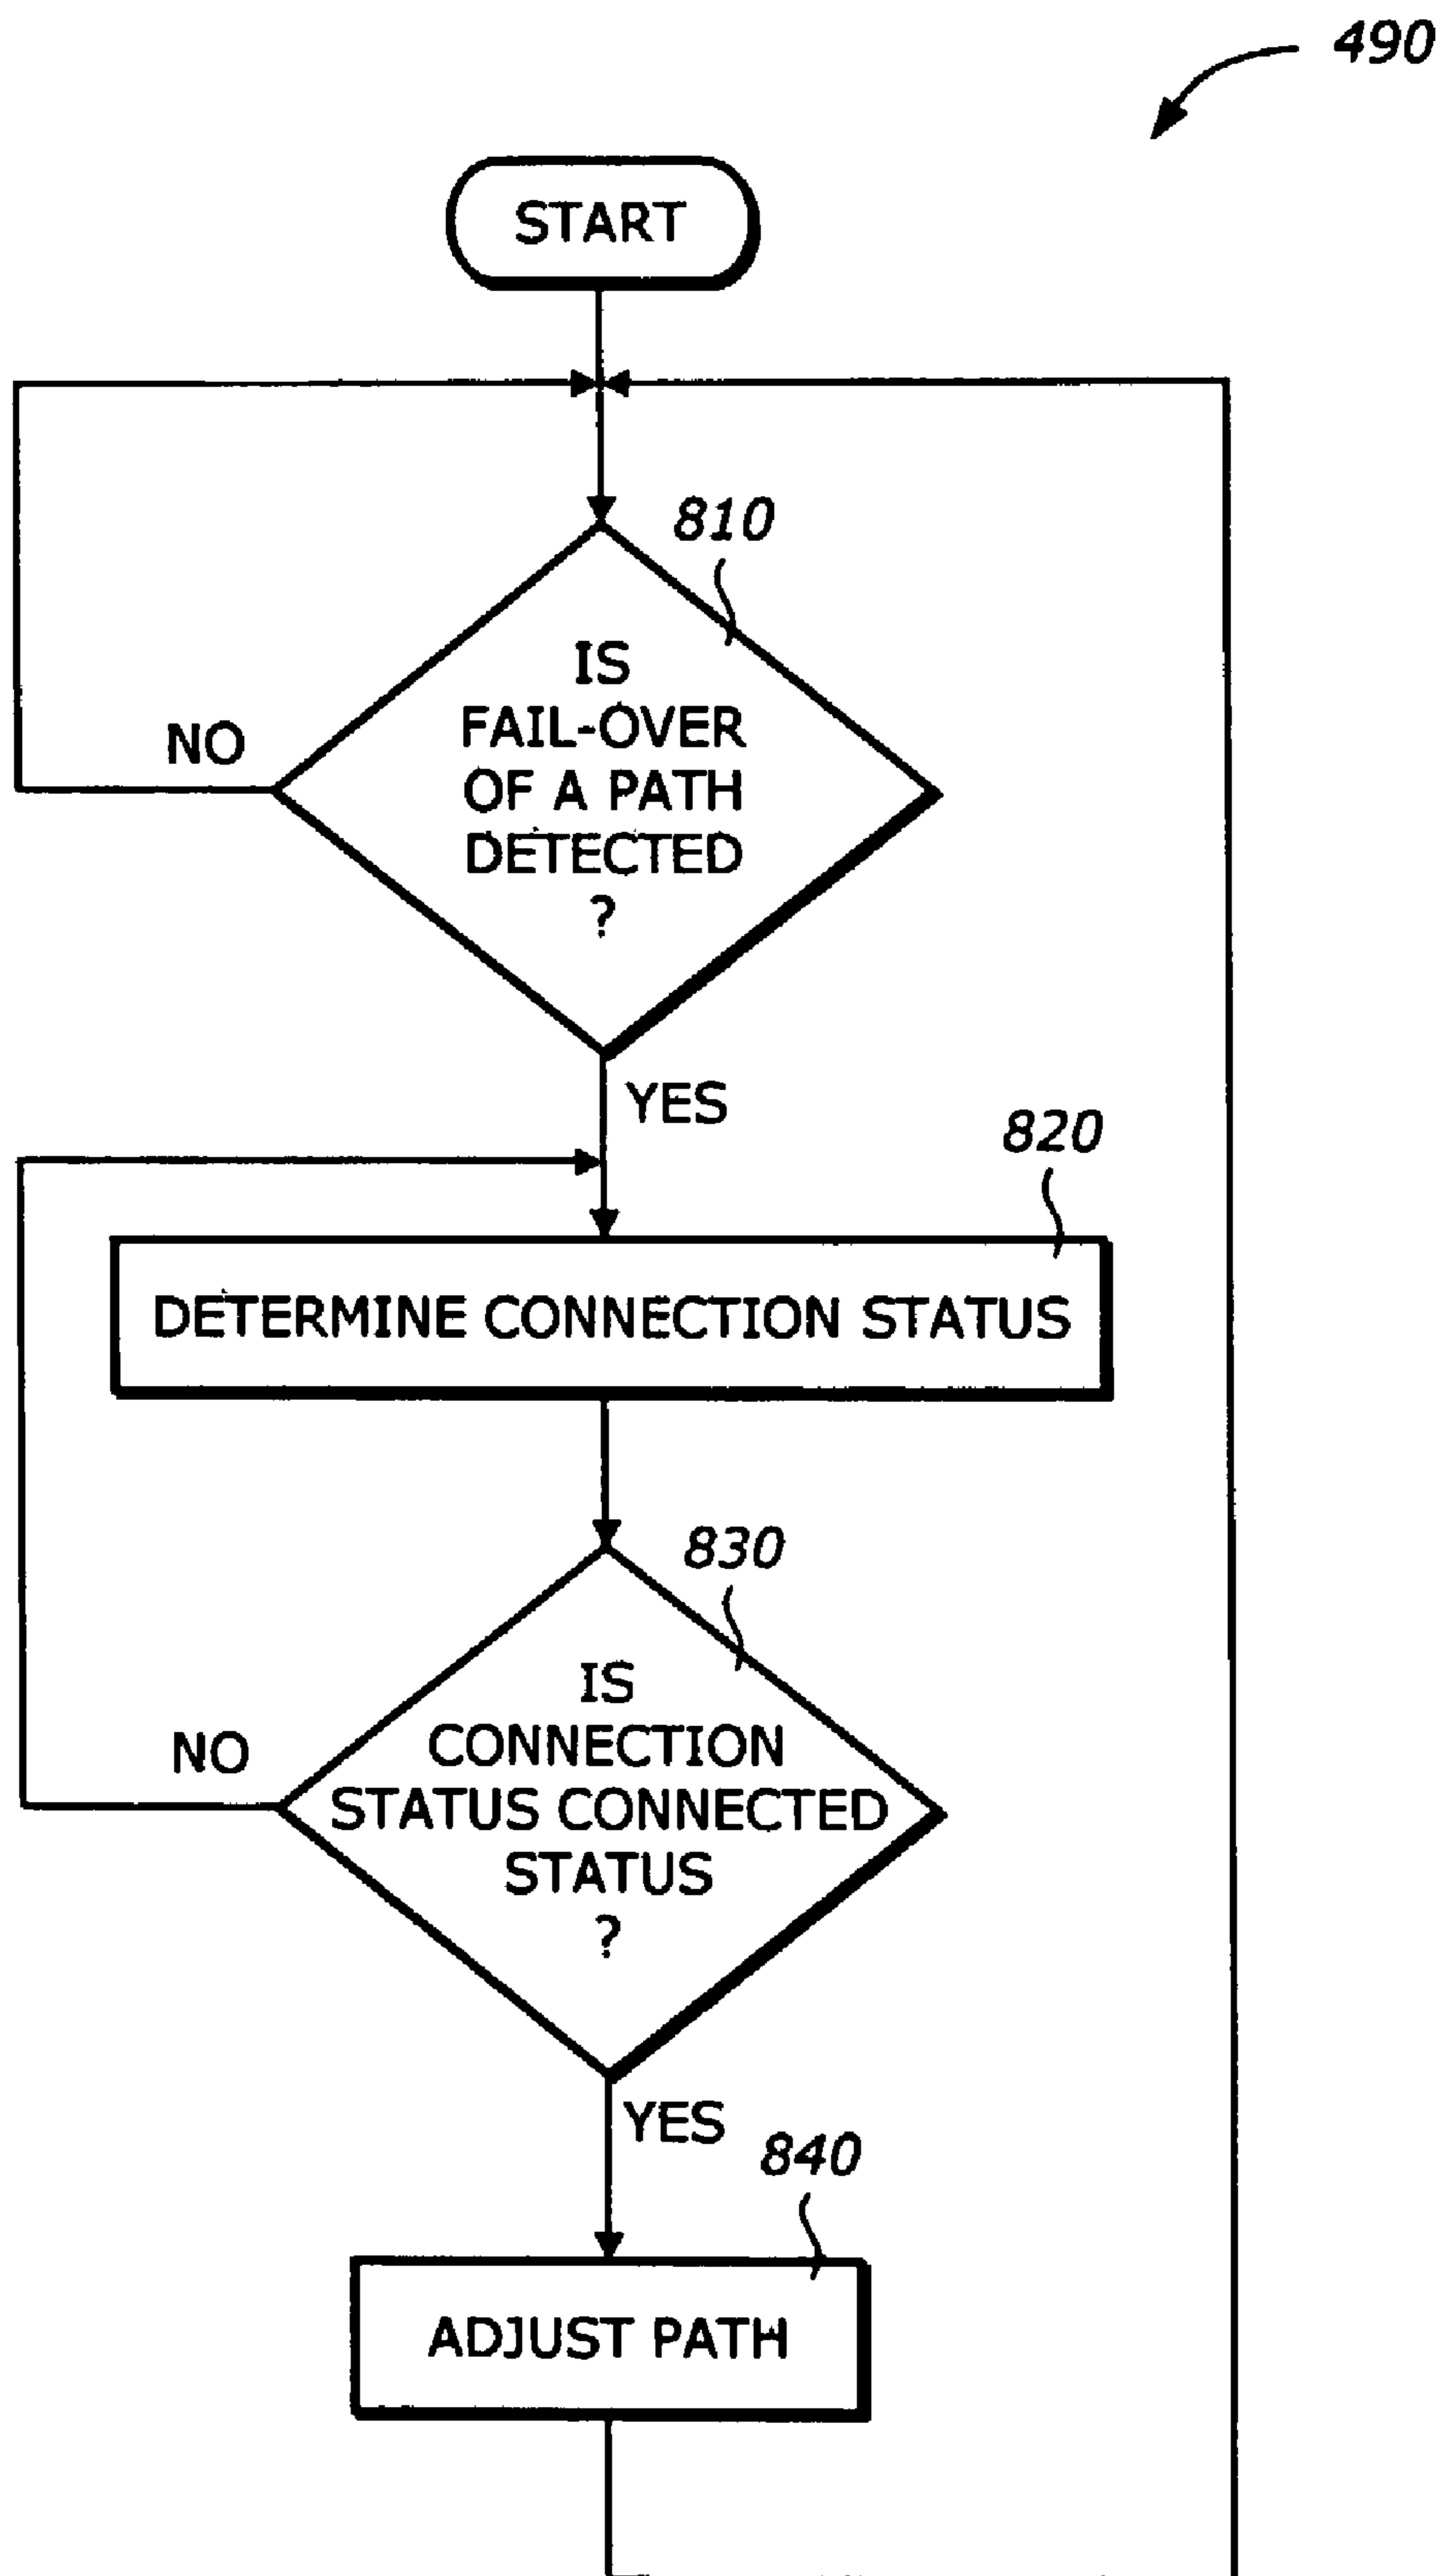 490
START
810
IS
FAIL-OVER
OF A PATH
DETECTED
?
NO
YES
820
DETERMINE CONNECTION STATUS
830
IS
CONNECTION
STATUS CONNECTED
STATUS
?
NO
YES
840
ADJUST PATH